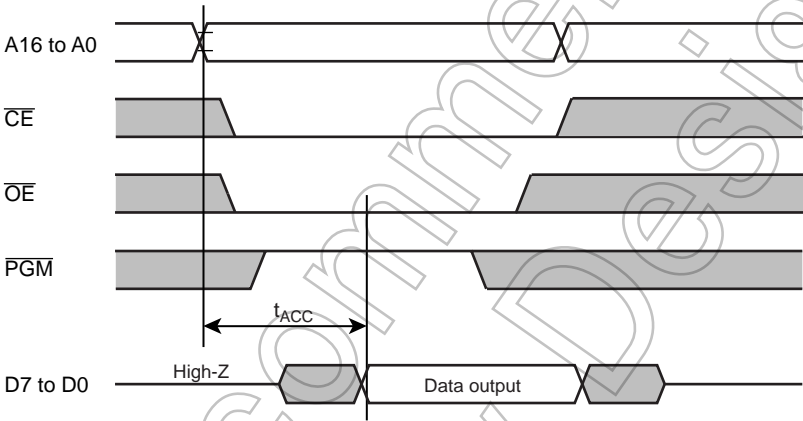 A16 to A0
CE
OE
PGM
tACC
High-Z
D7 to D0
Data output